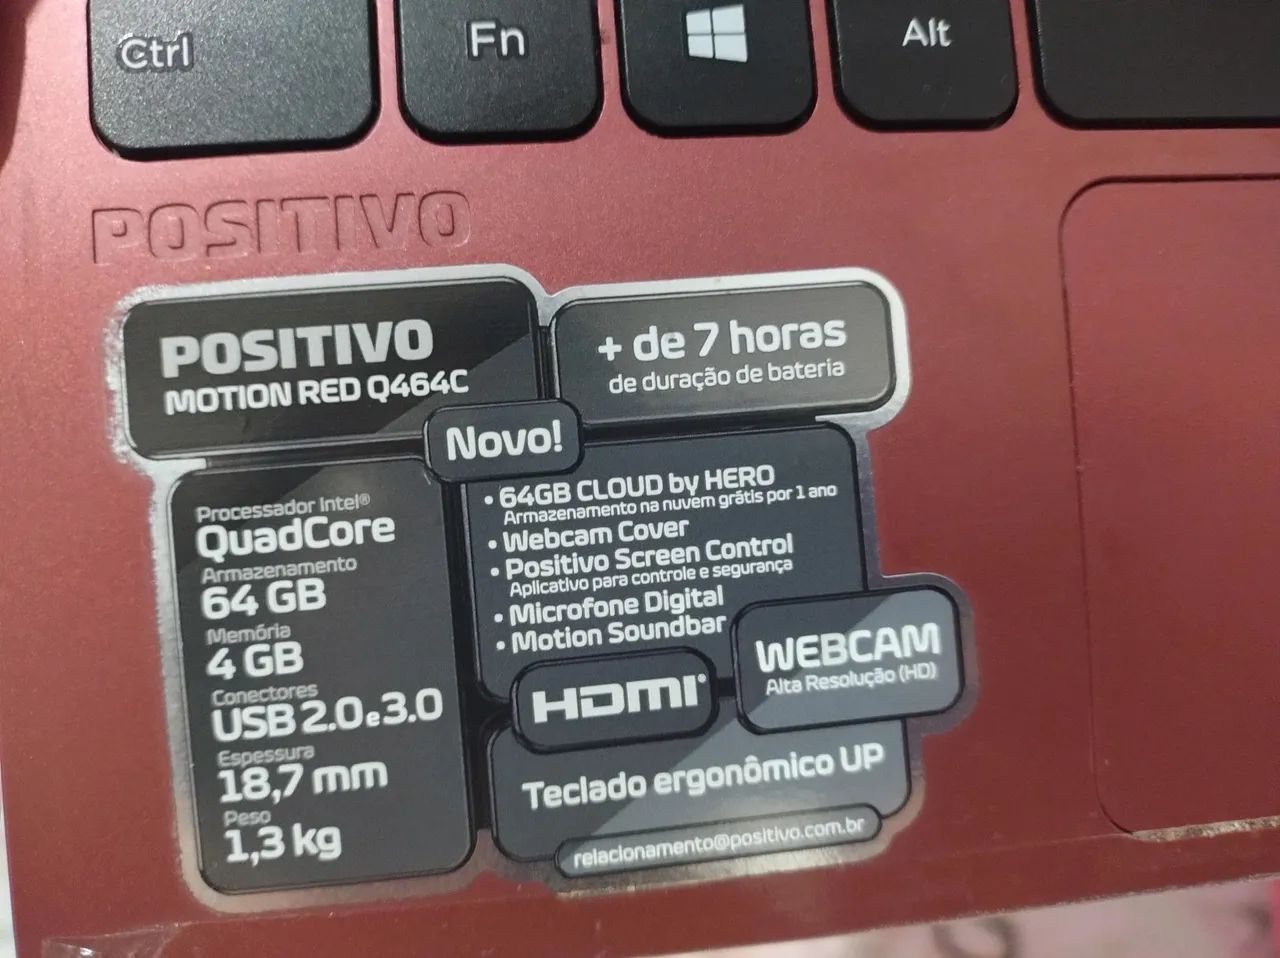 Ctrl
Fn
Alt
POSITIVO
POSITIVO
MOTION RED Q464C
+ de 7 horas
de duração de bateria
Novo!
Processador Intel®
QuadCore
Armazenamento
64 GB
Memória
4 GB
Conectores
USB 2.0 e 3.0
Espessura
18,7 mm
Peso
1,3 kg
• 64GB CLOUD by HERO
Armazenamento na nuvem grátis por 1 ano
• Webcam Cover
• Positivo Screen Control
Aplicativo para controle e segurança
• Microfone Digital
• Motion Soundbar
HDMI®
WEBCAM
Alta Resolução (HD)
Teclado ergonômico UP
relacionamento@positivo.com.br